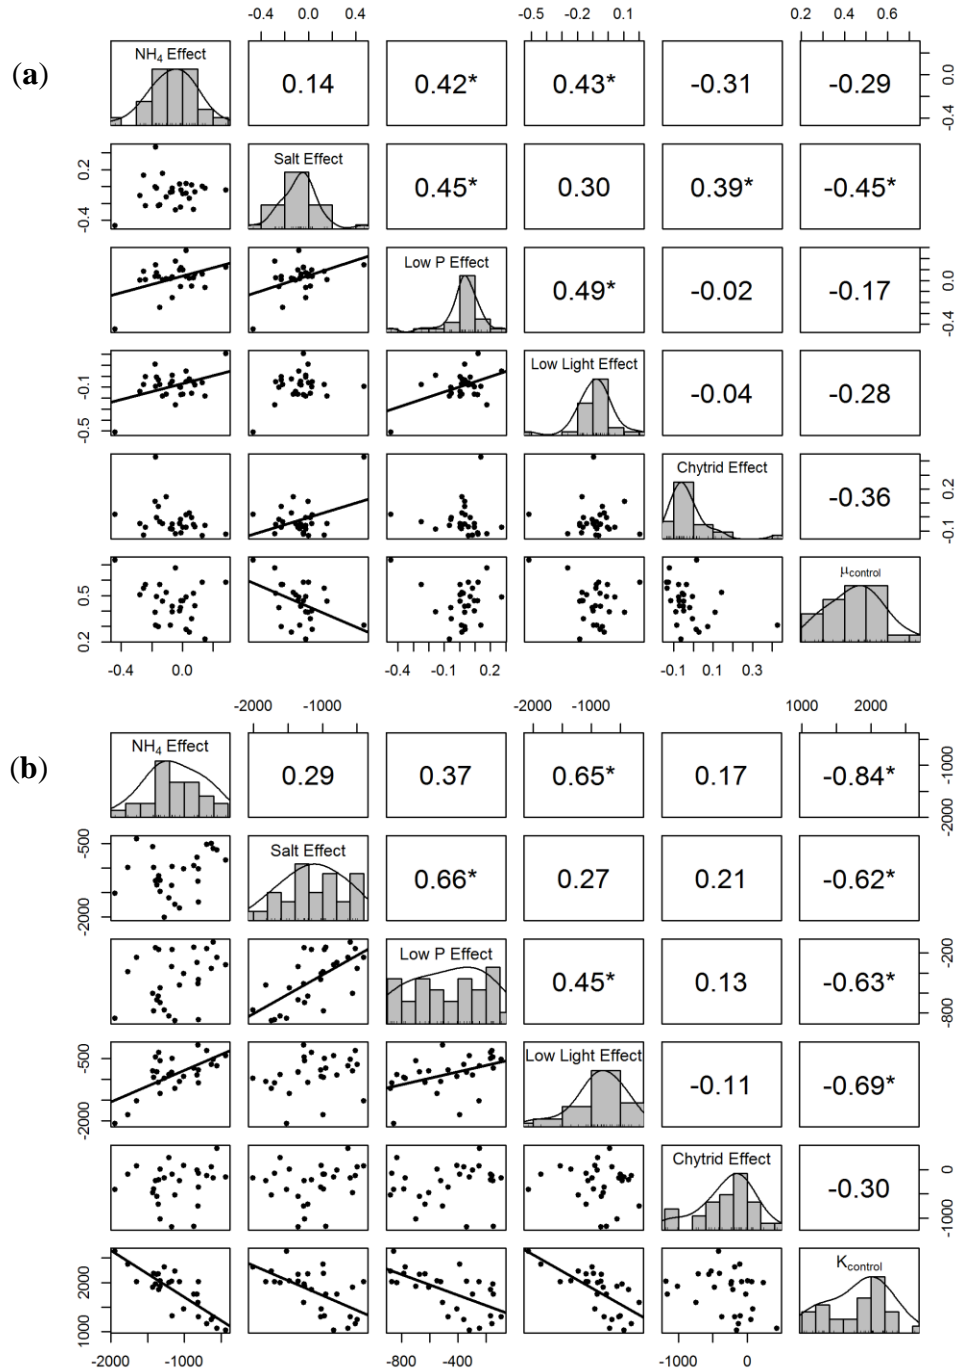 -0.4 0.0 0.4 -0.5 -0.2 0.1 0.2 0.4 0.6
(a)
NH4 Effect 0.14 0.42* 0.43* -0.31 -0.29
-0.4 0.0
0.2 -0.4
Salt Effect 0.45* 0.30 0.39* -0.45*
Low P Effect 0.49* -0.02 -0.17
-0.4 0.0
-0.1 -0.5
Low Light Effect -0.04 -0.28
Chytrid Effect -0.36
-0.1 0.2
0.5 0.2
μcontrol
-0.4 0.0 -0.1 0.2 -0.1 0.1 0.4
-2000 -1000 -2000 -1000 1000 2000
(b)
NH4 Effect 0.29 0.37 0.65* 0.17 -0.84*
-2000 -1000
-500 -2000
Salt Effect 0.66* 0.27 0.21 -0.62*
Low P Effect 0.45* 0.13 -0.63*
-800 -200
-500 -2000
Low Light Effect -0.11 -0.69*
Chytrid Effect -0.30
-1000 0
2000 1000
Kcontrol
-2000 -1000 -800 -400 -1000 0